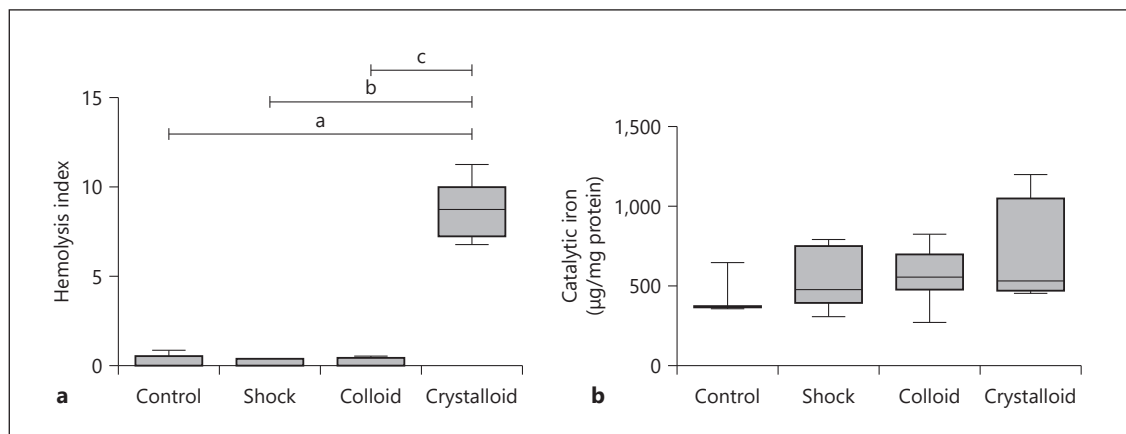 c
b
a
15
10
5
0
Hemolysis index
Control Shock Colloid Crystalloid
a
1,500
1,000
500
0
Catalytic iron
(µg/mg protein)
Control Shock Colloid Crystalloid
b